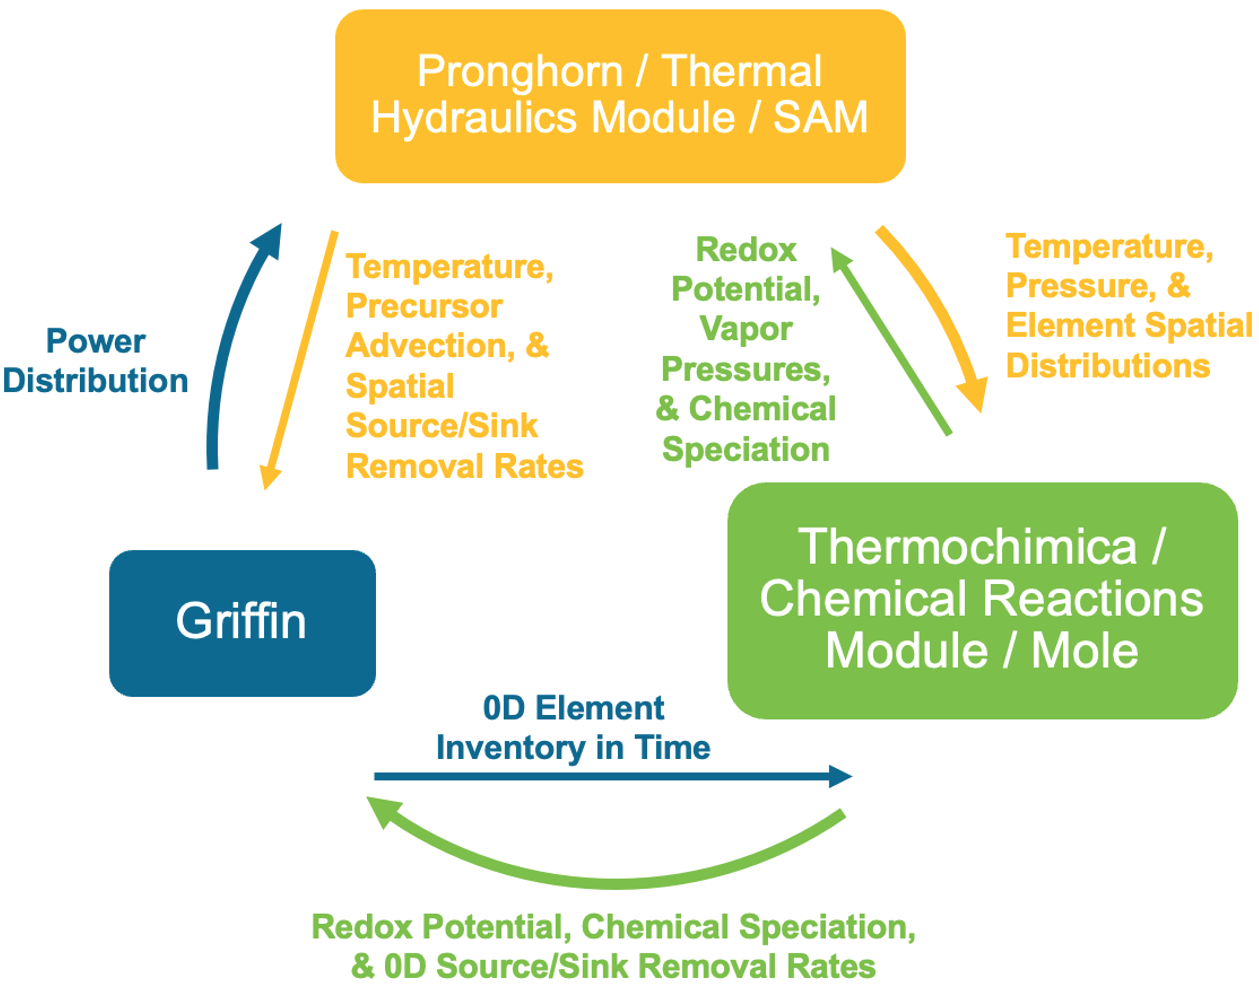 Pronghorn / Thermal
Hydraulics Module / SAM
Power
Distribution
Temperature,
Precursor
Advection, &
Spatial
Source/Sink
Removal Rates
Redox
Potential,
Vapor
Pressures,
& Chemical
Speciation
Temperature,
Pressure, &
Element Spatial
Distributions
Griffin
Thermochimica /
Chemical Reactions
Module / Mole
0D Element
Inventory in Time
Redox Potential, Chemical Speciation,
& 0D Source/Sink Removal Rates